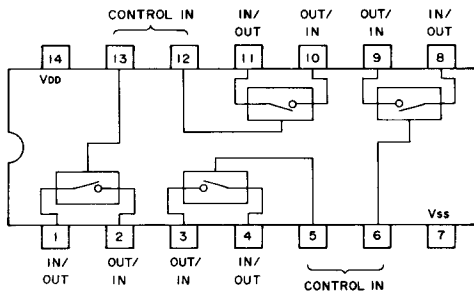 CONTROL IN
IN/ OUT/ OUT/ IN/
OUT IN IN OUT
14 13 12 11 10 9 8
VDD
VSS
1 2 3 4 5 6 7
IN/ OUT/ OUT/ IN/
OUT IN IN OUT
CONTROL IN